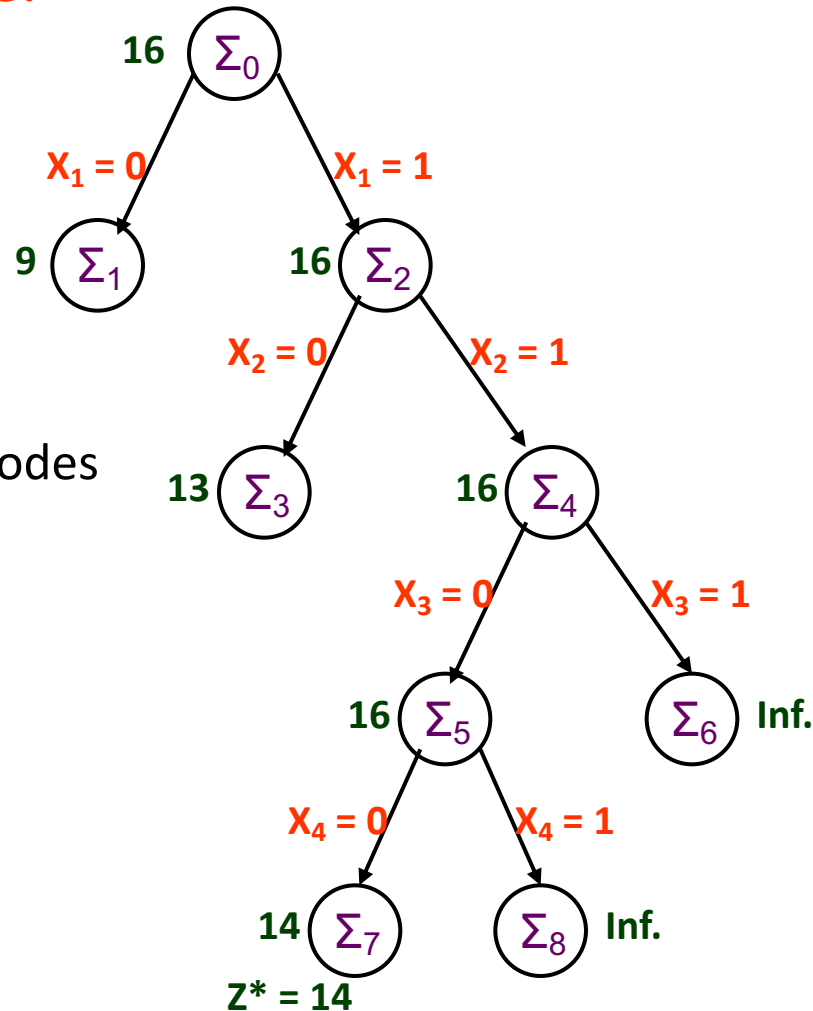 16 Σ0
X1 = 0 X1 = 1
9 Σ1 16 Σ2
X2 = 0 X2 = 1
odes
13 Σ3 16 Σ4
X3 = 0 X3 = 1
16 Σ5 Σ6 Inf.
X4 = 0 X4 = 1
14 Σ7 Σ8 Inf.
Z* = 14